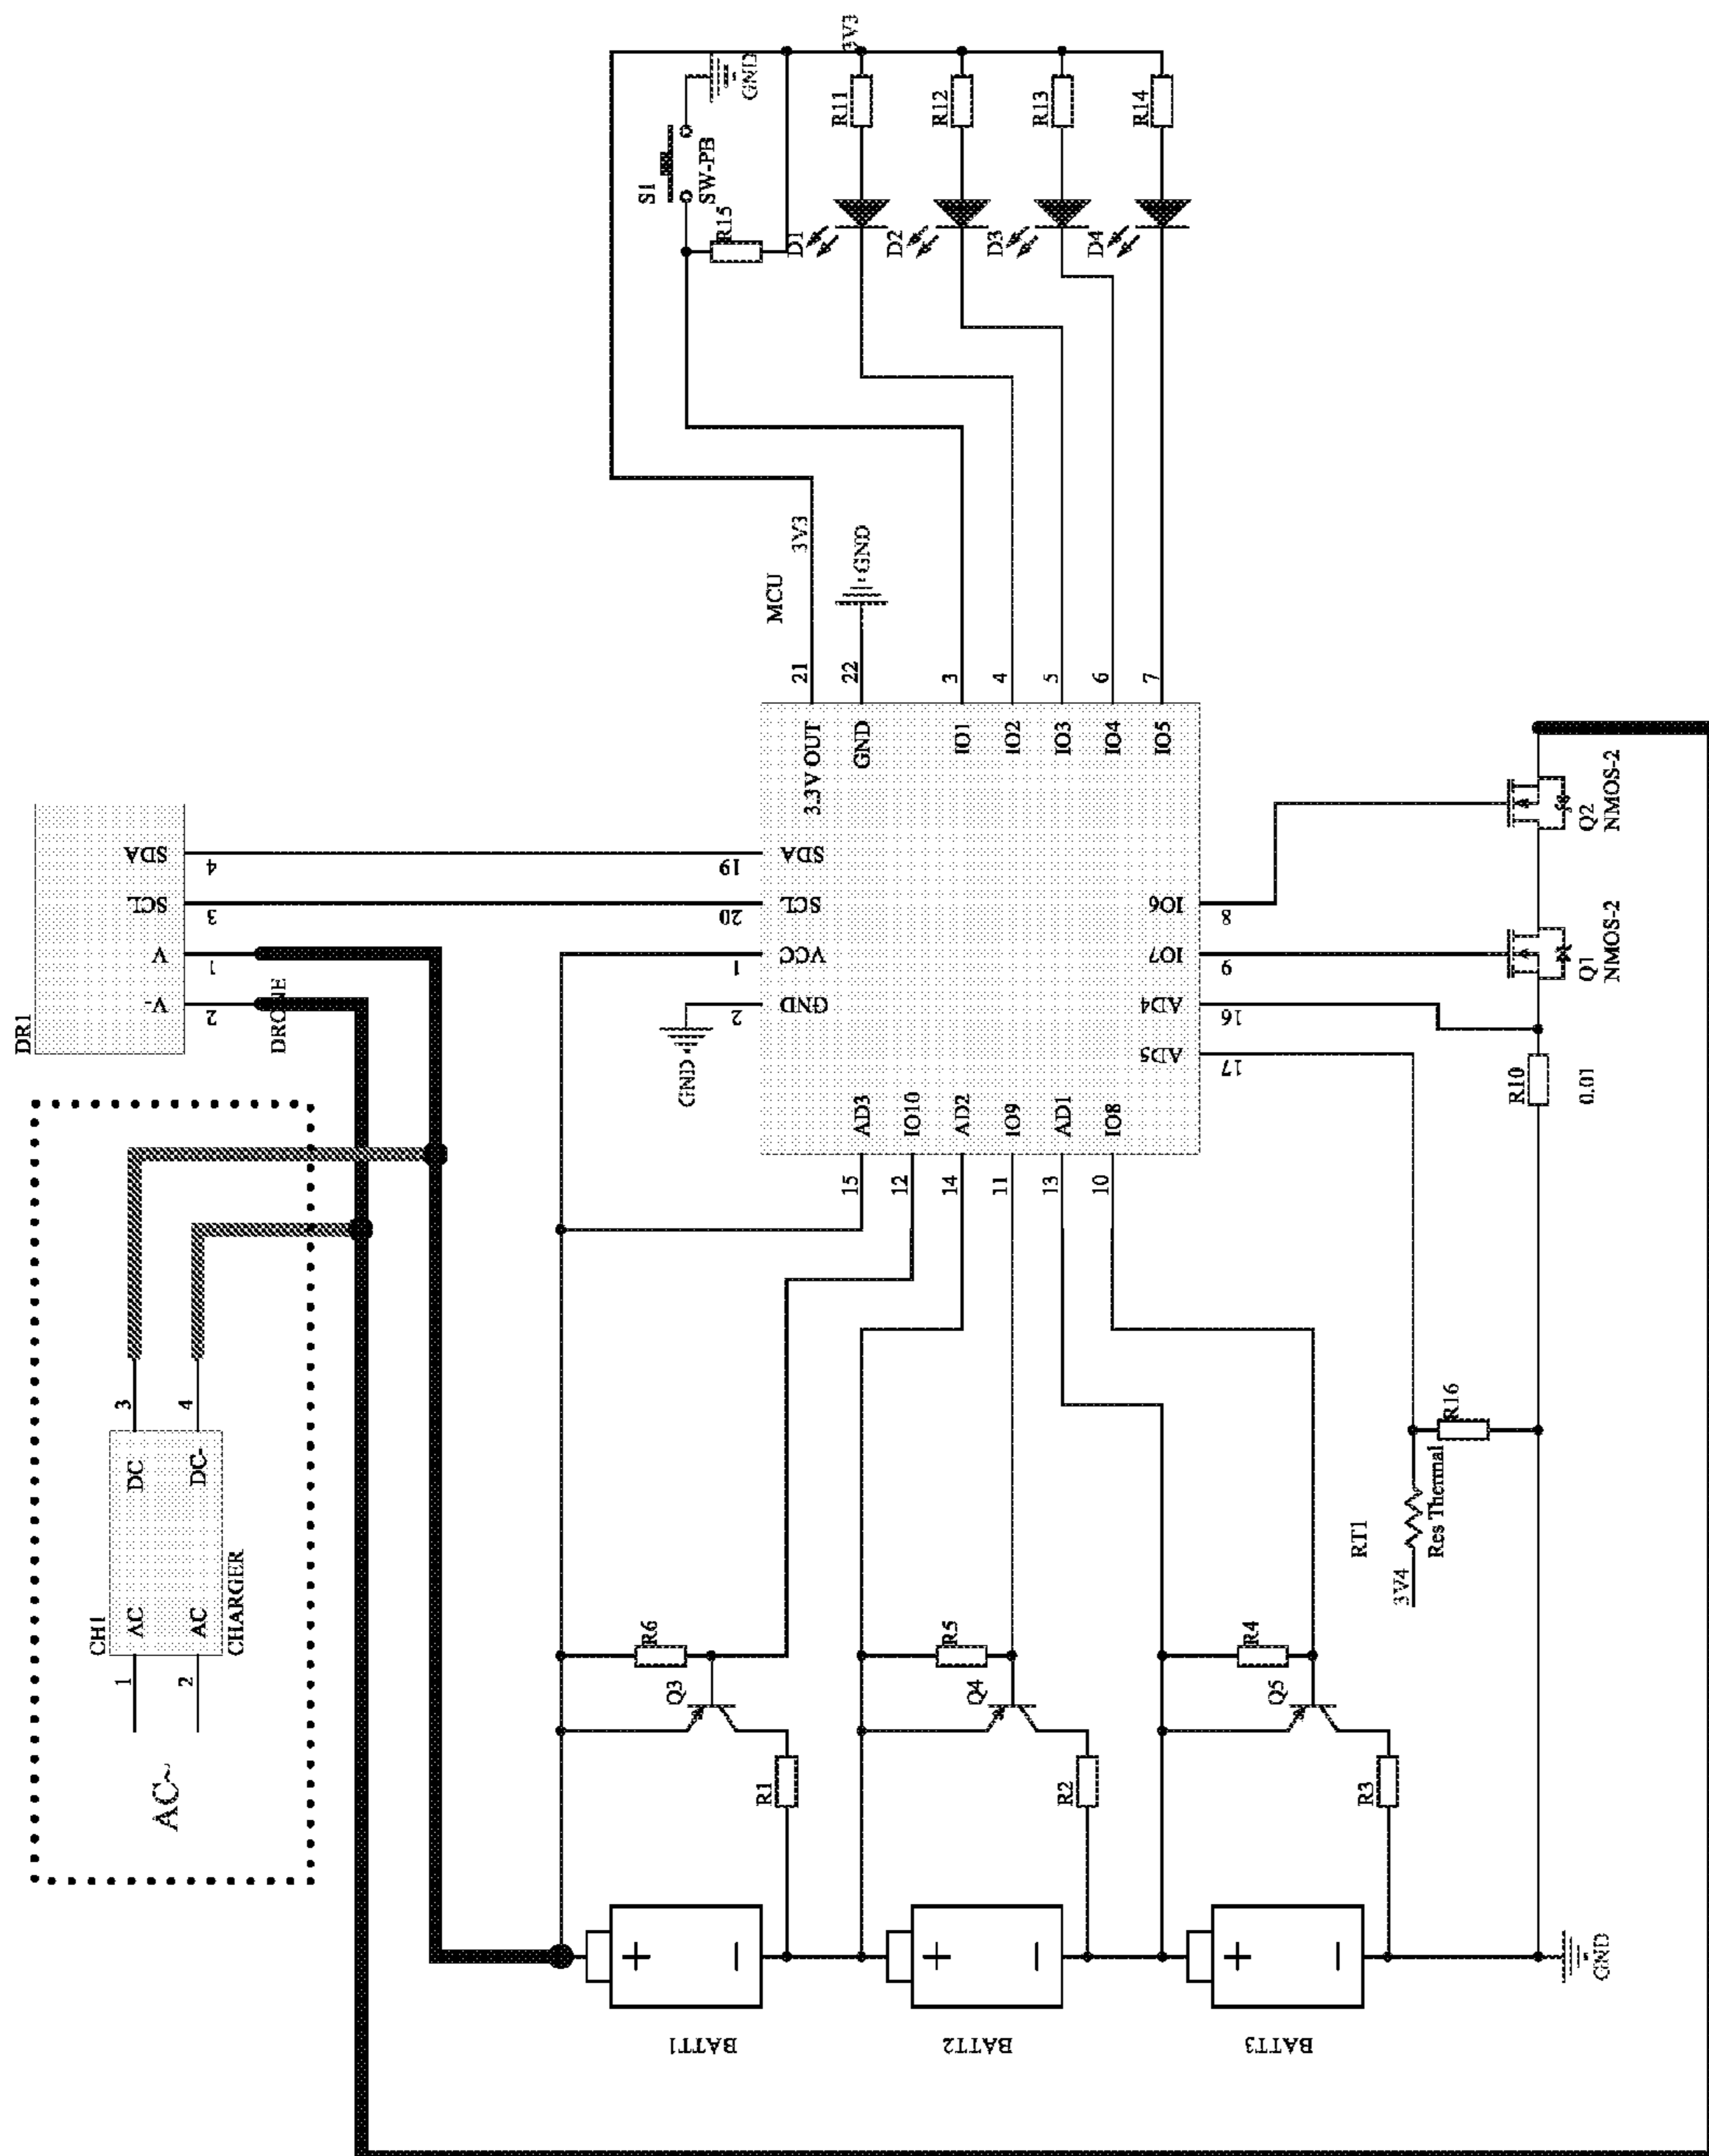 DR1
V-
V
SCL
SDA
2
1
3
4
AC~
CH1
1
2
AC
AC
DC
DC-
3
4
CHARGER
3V3
GND
S1
SW-PB
R15
R11
R12
R13
R14
D1
D2
D3
D4
3V3
MCU
GND
21
22
3
4
5
6
7
3.3V OUT
GND
IO1
IO2
IO3
IO4
IO5
19
20
1
2
SDA
SCL
VCC
GND
GND
AD3
IO10
AD2
IO9
AD1
IO8
15
12
14
11
13
10
IO6
IO7
AD4
AD5
8
9
16
17
Q2
NMOS-2
Q1
NMOS-2
R10
0.01
R16
RT1
Res Thermal
3V4
R6
Q3
R1
R5
Q4
R2
R4
Q5
R3
+
-
+
-
+
-
BATT1
BATT2
BATT3
GND